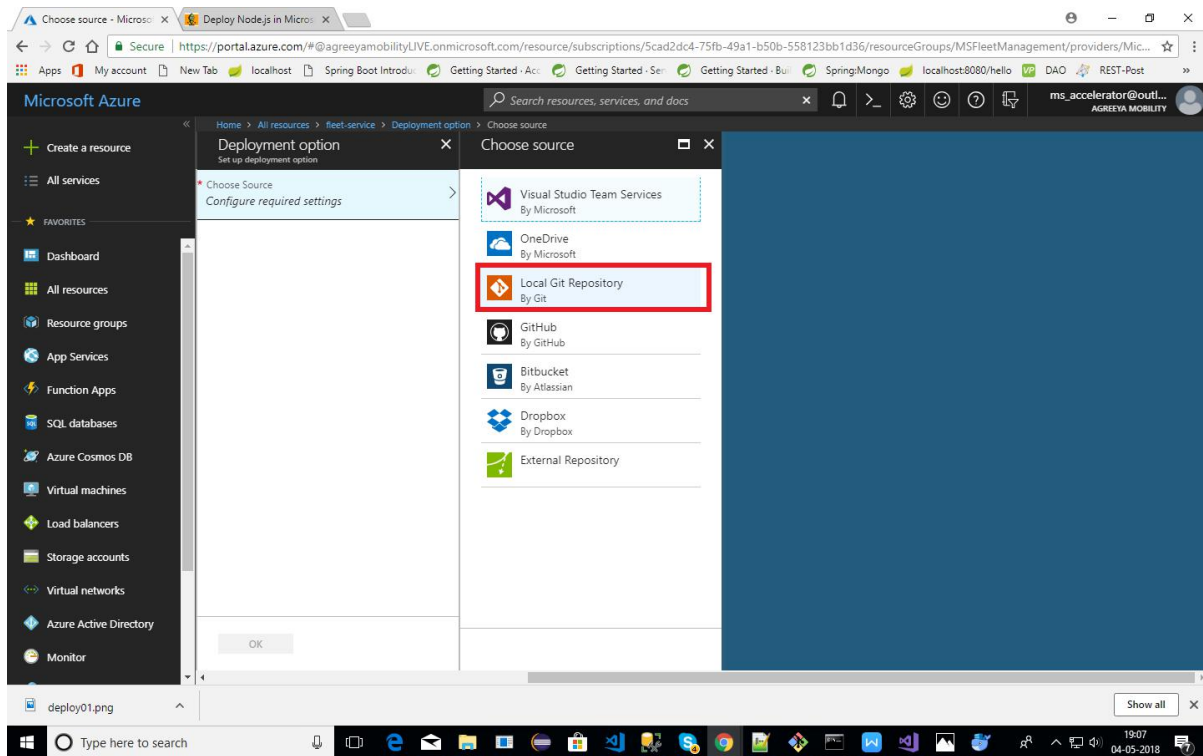 Choose source - Microso
Deploy Node.js in Micros
Secure
https://portal.azure.com/#@agreeyamobilityLIVE.onmicrosoft.com/resource/subscriptions/5cad2dc4-75fb-49a1-b50b-558123bb1d36/resourceGroups/MSFleetManagement/providers/Mic...
Apps My account New Tab localhost Spring Boot Introdu Getting Started · Acc Getting Started · Ser Getting Started · Bui Spring:Mongo localhost:8080/hello VP DAO REST-Post »
Microsoft Azure
Search resources, services, and docs
ms_accelerator@outl...
AGREEYA MOBILITY
Home > All resources > fleet-service > Deployment option > Choose source
Create a resource
All services
FAVORITES
Dashboard
All resources
Resource groups
App Services
Function Apps
SQL databases
Azure Cosmos DB
Virtual machines
Load balancers
Storage accounts
Virtual networks
Azure Active Directory
Monitor
Deployment option
Set up deployment option
* Choose Source
Configure required settings
OK
Choose source
Visual Studio Team Services
By Microsoft
OneDrive
By Microsoft
Local Git Repository
By Git
GitHub
By GitHub
Bitbucket
By Atlassian
Dropbox
By Dropbox
External Repository
deploy01.png
Show all
Type here to search
19:07
04-05-2018